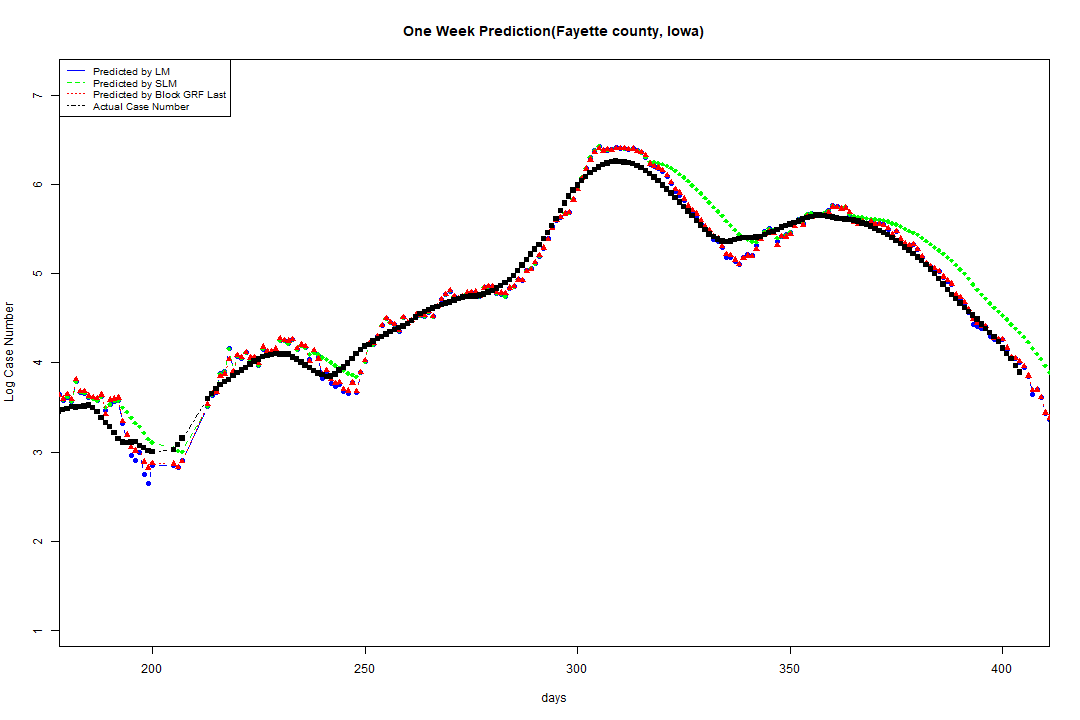 One Week Prediction(Fayette county, Iowa)
Predicted by LM
Predicted by SLM
Predicted by Block GRF Last
Actual Case Number
Log Case Number
7
6
5
4
3
2
1
200 250 300 350 400
days